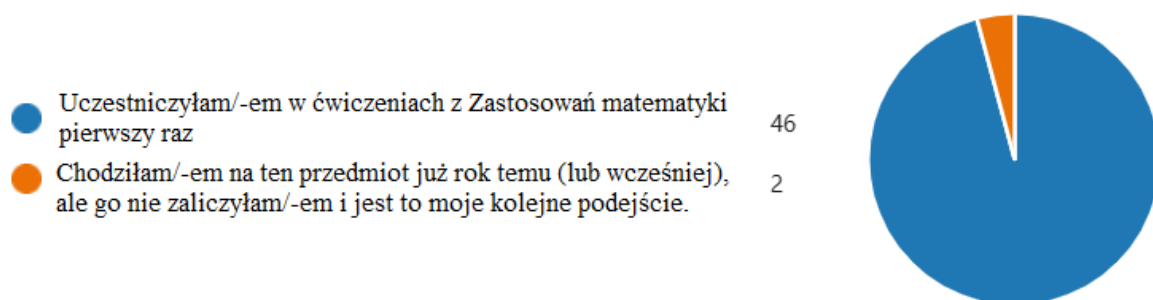 Uczestniczyłam/-em w ćwiczeniach z Zastosowań matematyki
pierwszy raz
46
Chodziłam/-em na ten przedmiot już rok temu (lub wcześniej),
ale go nie zaliczyłam/-em i jest to moje kolejne podejście.
2